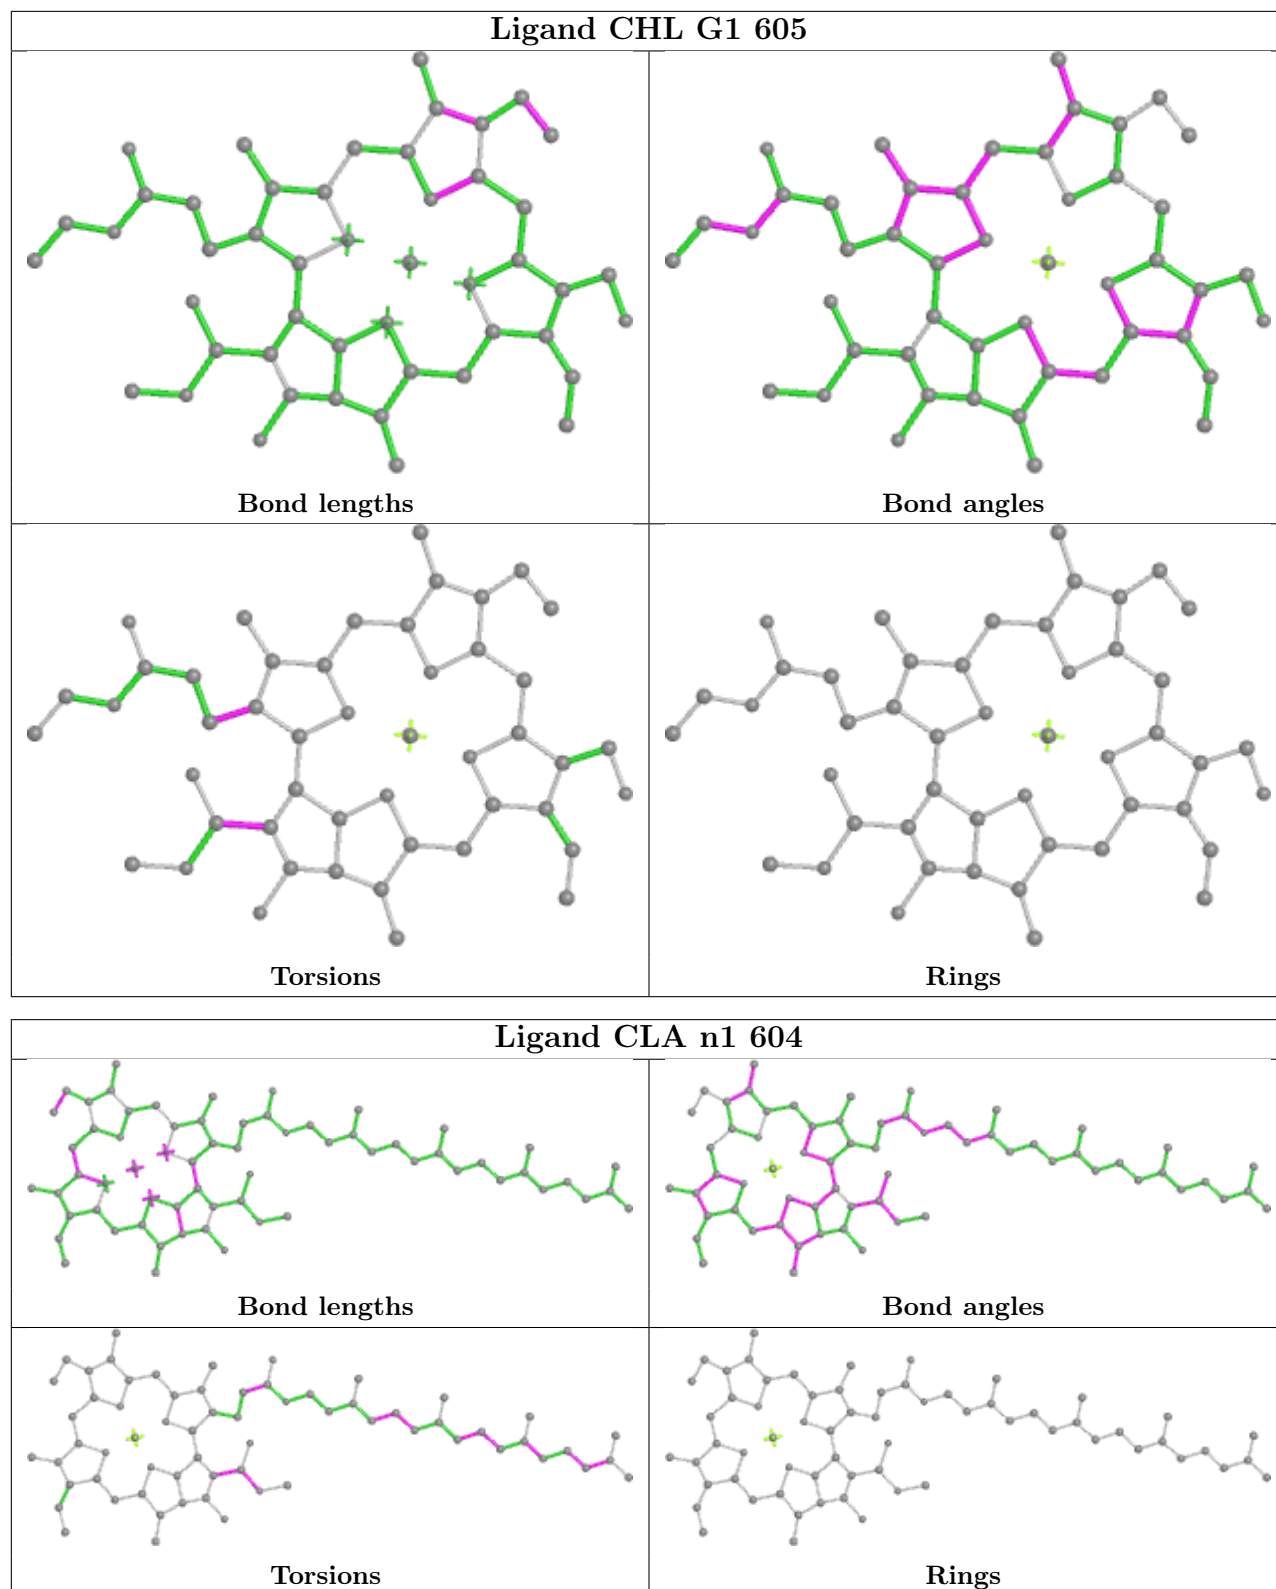 Ligand CHL G1 605
Bond lengths
Bond angles
Torsions
Rings
Ligand CLA n1 604
Bond lengths
Bond angles
Torsions
Rings